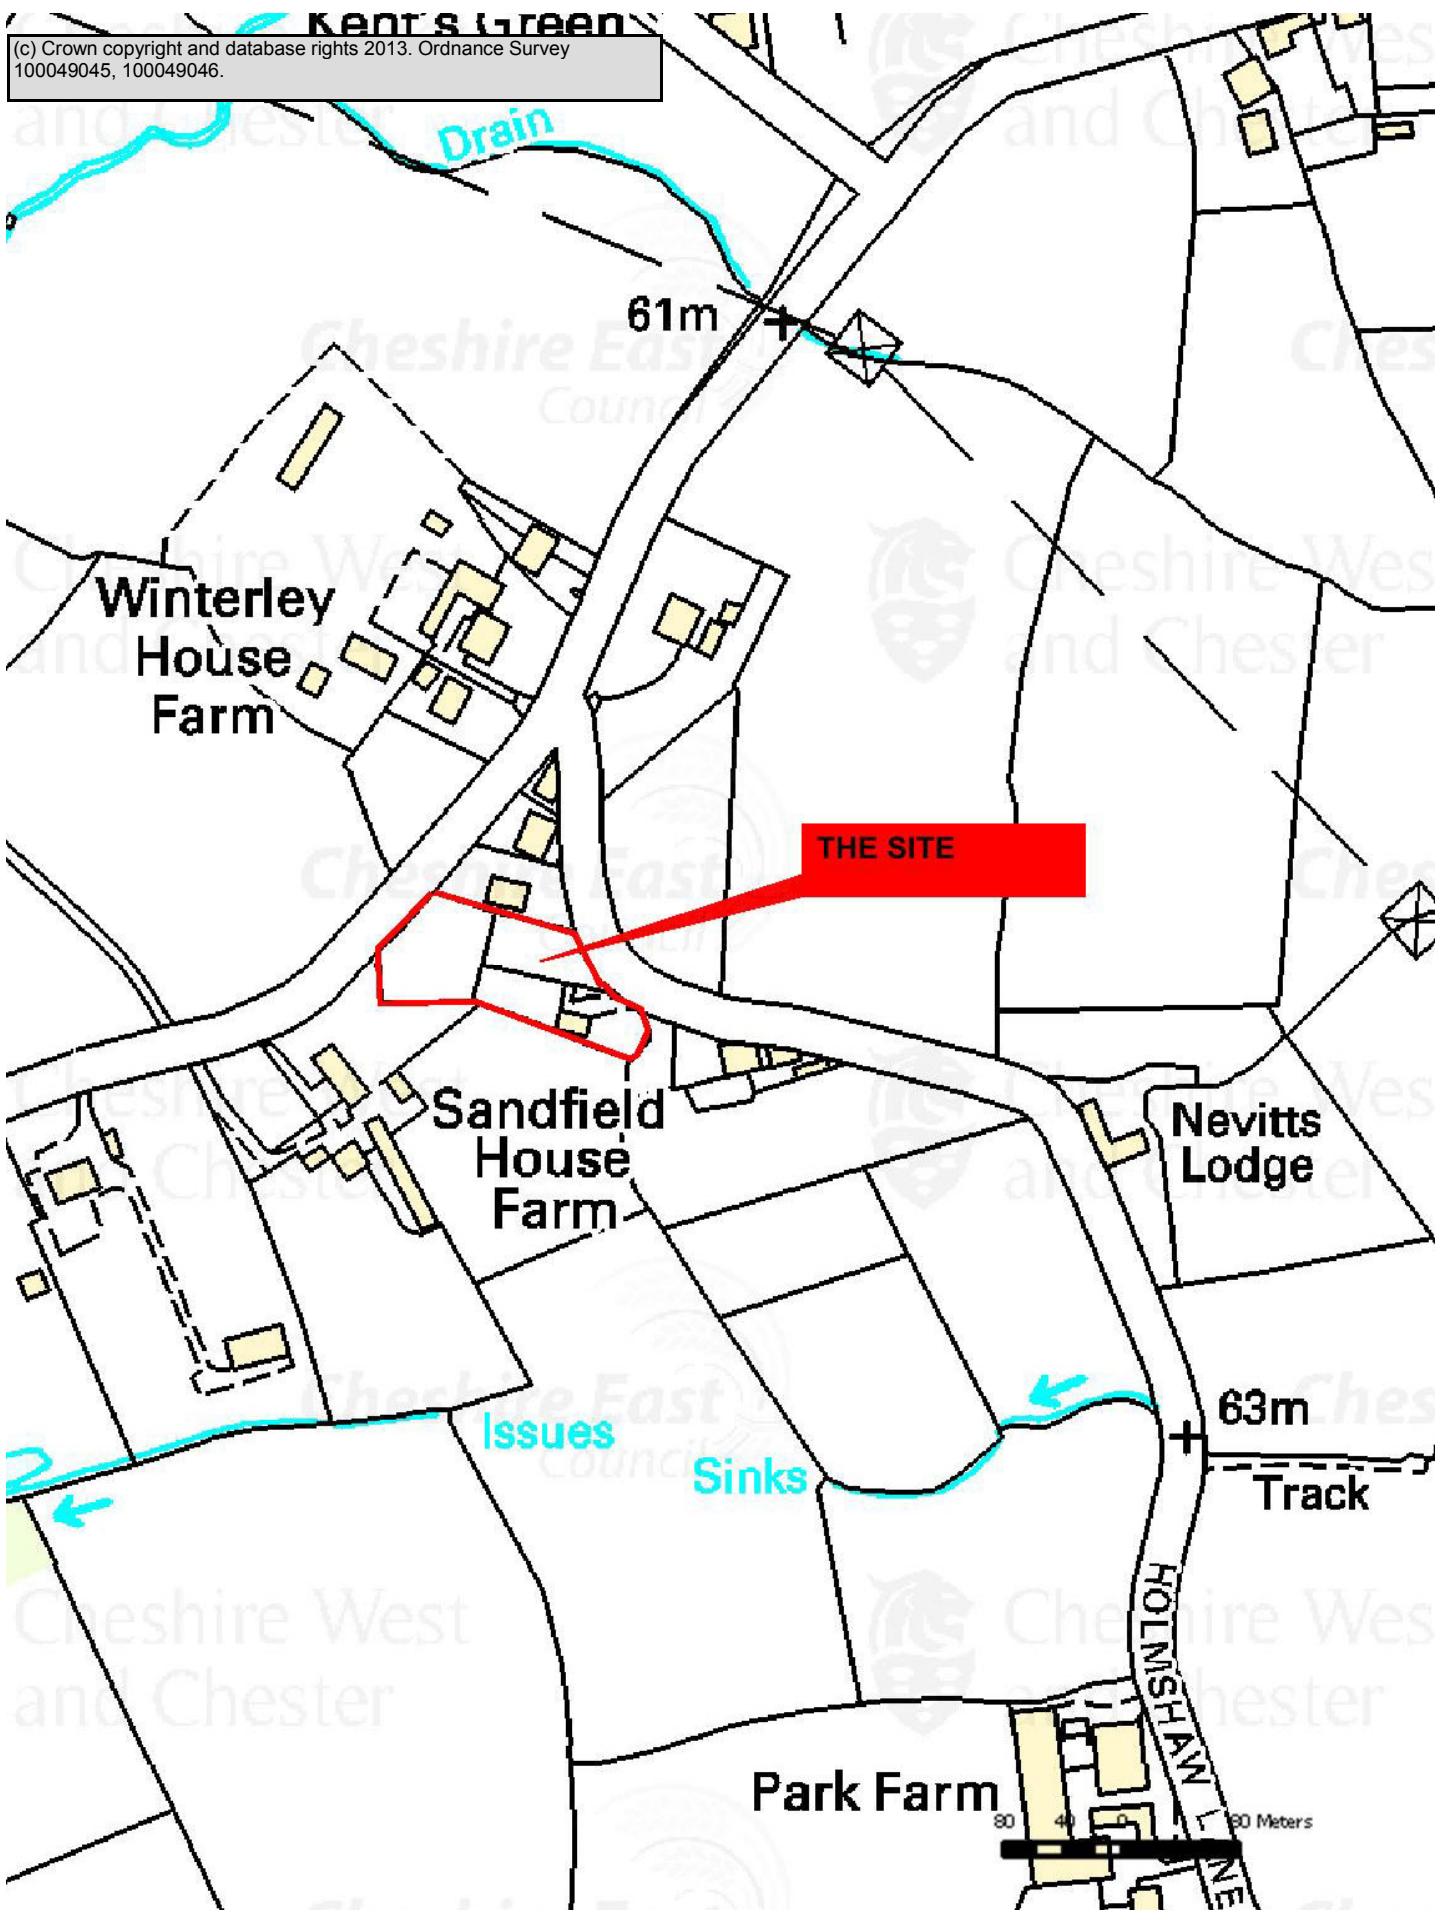 Kent's Green
(c) Crown copyright and database rights 2013. Ordnance Survey
100049045, 100049046.
Drain
61m
Winterley
House
Farm
THE SITE
Sandfield
House
Farm
Nevitts
Lodge
Issues
Sinks
63m
Track
HOLMSHAW LANE
Park Farm
80 40 0 80 Meters
Cheshire East
Council
Cheshire West
and Chester